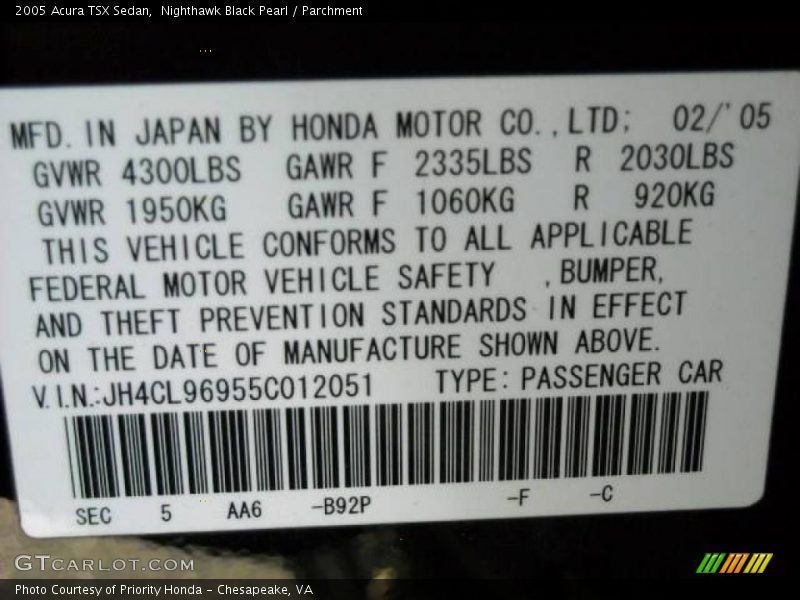 2005 Acura TSX Sedan,  Nighthawk Black Pearl / Parchment
MFD. IN JAPAN BY HONDA MOTOR CO., LTD; 02/'05
GVWR 4300LBS GAWR F 2335LBS R 2030LBS
GVWR 1950KG GAWR F 1060KG R 920KG
THIS VEHICLE CONFORMS TO ALL APPLICABLE
FEDERAL MOTOR VEHICLE SAFETY , BUMPER,
AND THEFT PREVENTION STANDARDS IN EFFECT
ON THE DATE OF MANUFACTURE SHOWN ABOVE.
V.I.N.:JH4CL96955C012051 TYPE: PASSENGER CAR
SEC 5 AA6 -B92P -F -C
GTCARLOT.COM
Photo Courtesy of Priority Honda - Chesapeake, VA